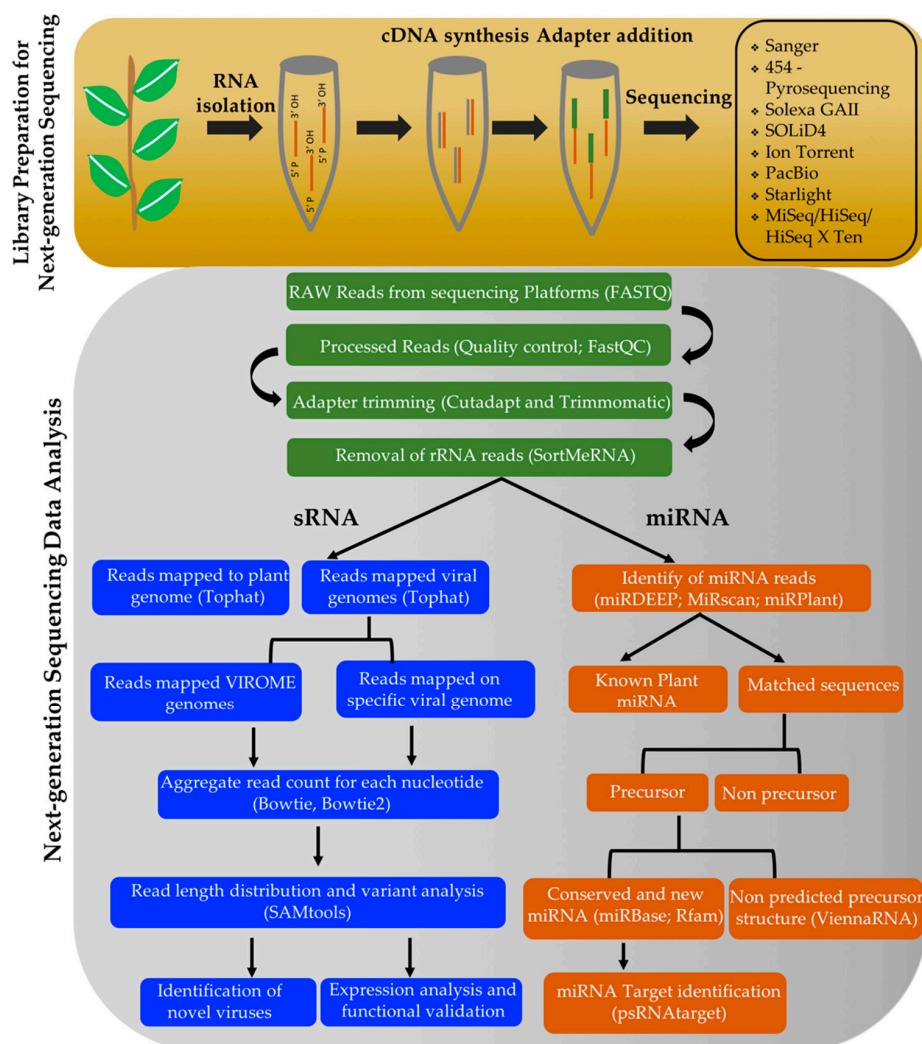 Library Preparation for
Next-generation Sequencing
RNA
isolation
cDNA synthesis Adapter addition
Sequencing
3' OH
5' P
3' OH
5' P
3' OH
5' P
❖ Sanger
❖ 454 -
Pyrosequencing
❖ Solexa GAII
❖ SOLiD4
❖ Ion Torrent
❖ PacBio
❖ Starlight
❖ MiSeq/HiSeq/
HiSeq X Ten
Next-generation Sequencing Data Analysis
RAW Reads from sequencing Platforms (FASTQ)
Processed Reads (Quality control; FastQC)
Adapter trimming (Cutadapt and Trimmomatic)
Removal of rRNA reads (SortMeRNA)
sRNA
miRNA
Reads mapped to plant
genome (Tophat)
Reads mapped viral
genomes (Tophat)
Identify of miRNA reads
(miRDEEP; MiRscan; miRPlant)
Reads mapped VIROME
genomes
Reads mapped on
specific viral genome
Known Plant
miRNA
Matched sequences
Aggregate read count for each nucleotide
(Bowtie, Bowtie2)
Precursor
Non precursor
Read length distribution and variant analysis
(SAMtools)
Conserved and new
miRNA (miRBase; Rfam)
Non predicted precursor
structure (ViennaRNA)
Identification of
novel viruses
Expression analysis and
functional validation
miRNA Target identification
(psRNAtarget)